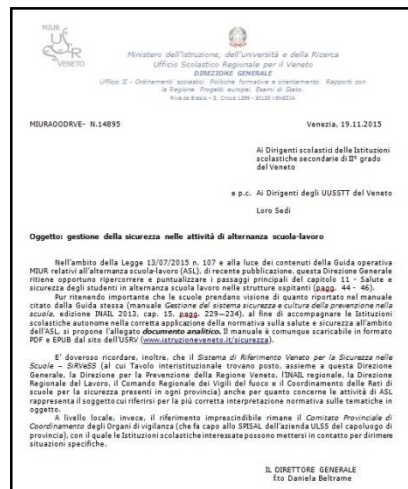 MIUR
VENETO
Ministero dell'istruzione, dell'università e della Ricerca
Ufficio Scolastico Regionale per il Veneto
DIREZIONE GENERALE
Ufficio II - Ordinamenti scolastici. Politiche formative e orientamento. Rapporti con
la Regione. Progetti europei. Esami di Stato.
Riva de Biasio - S. Croce 1299 - 30135 VENEZIA
MIURAOODRVE- N.14895 Venezia, 19.11.2015
Ai Dirigenti scolastici delle Istituzioni
scolastiche secondarie di II° grado
del Veneto
e p.c. Ai Dirigenti degli UUSSTT del Veneto
Loro Sedi
Oggetto: gestione della sicurezza nelle attività di alternanza scuola-lavoro
Nell'ambito della Legge 13/07/2015 n. 107 e alla luce dei contenuti della Guida operativa
MIUR relativi all'alternanza scuola-lavoro (ASL), di recente pubblicazione, questa Direzione Generale
ritiene opportuno ripercorrere e puntualizzare i passaggi principali del capitolo 11 - Salute e
sicurezza degli studenti in alternanza scuola lavoro nelle strutture ospitanti (pagg. 44 - 46).
Pur ritenendo importante che le scuole prendano visione di quanto riportato nel manuale
citato dalla Guida stessa (manuale Gestione del sistema sicurezza e cultura della prevenzione nella
scuola, edizione INAIL 2013, cap. 15, pagg. 229—234), al fine di accompagnare le Istituzioni
scolastiche autonome nella corretta applicazione della normativa sulla salute e sicurezza all'ambito
dell'ASL, si propone l'allegato documento analitico. Il manuale è comunque scaricabile in formato
PDF e EPUB dal sito dell'USRV (www.istruzioneveneto.it/sicurezza).
E' doveroso ricordare, inoltre, che il Sistema di Riferimento Veneto per la Sicurezza nelle
Scuole – SiRVeSS (al cui Tavolo interistituzionale trovano posto, assieme a questa Direzione
Generale, la Direzione per la Prevenzione della Regione Veneto, l'INAIL regionale, la Direzione
Regionale del Lavoro, il Comando Regionale dei Vigili del fuoco e il Coordinamento delle Reti di
scuole per la sicurezza presenti in ogni provincia) anche per quanto concerne le attività di ASL
rappresenta il soggetto cui riferirsi per la più corretta interpretazione normativa sulle tematiche in
oggetto.
A livello locale, invece, il riferimento imprescindibile rimane il Comitato Provinciale di
Coordinamento degli Organi di vigilanza (che fa capo allo SPISAL dell'azienda ULSS del capoluogo di
provincia), con il quale le Istituzioni scolastiche interessate possono mettersi in contatto per dirimere
situazioni specifiche.
IL DIRETTORE GENERALE
f.to Daniela Beltrame